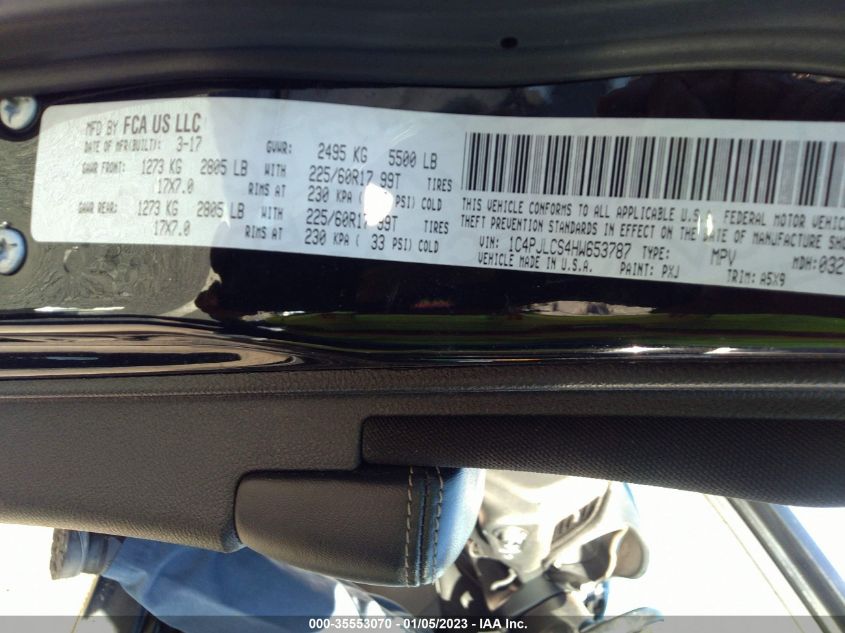 MFD BY FCA US LLC
DATE OF MFR(BUILT): 3-17 GVWR: 2495 KG 5500 LB
GAWR FRONT: 1273 KG 2805 LB WITH 225/60R17 99T TIRES
17X7.0 RIMS AT 230 KPA ( PSI) COLD
GAWR REAR: 1273 KG 2805 LB WITH 225/60R17 99T TIRES
17X7.0 RIMS AT 230 KPA ( 33 PSI) COLD
THIS VEHICLE CONFORMS TO ALL APPLICABLE U.S. FEDERAL MOTOR VEHICLE
THEFT PREVENTION STANDARDS IN EFFECT ON THE DATE OF MANUFACTURE SHO
VIN: 1C4PJLCS4HW653787 TYPE: MPV MDH:032
VEHICLE MADE IN U.S.A. PAINT: PXJ TRIM: A5X9
000-35553070 - 01/05/2023 - IAA Inc.